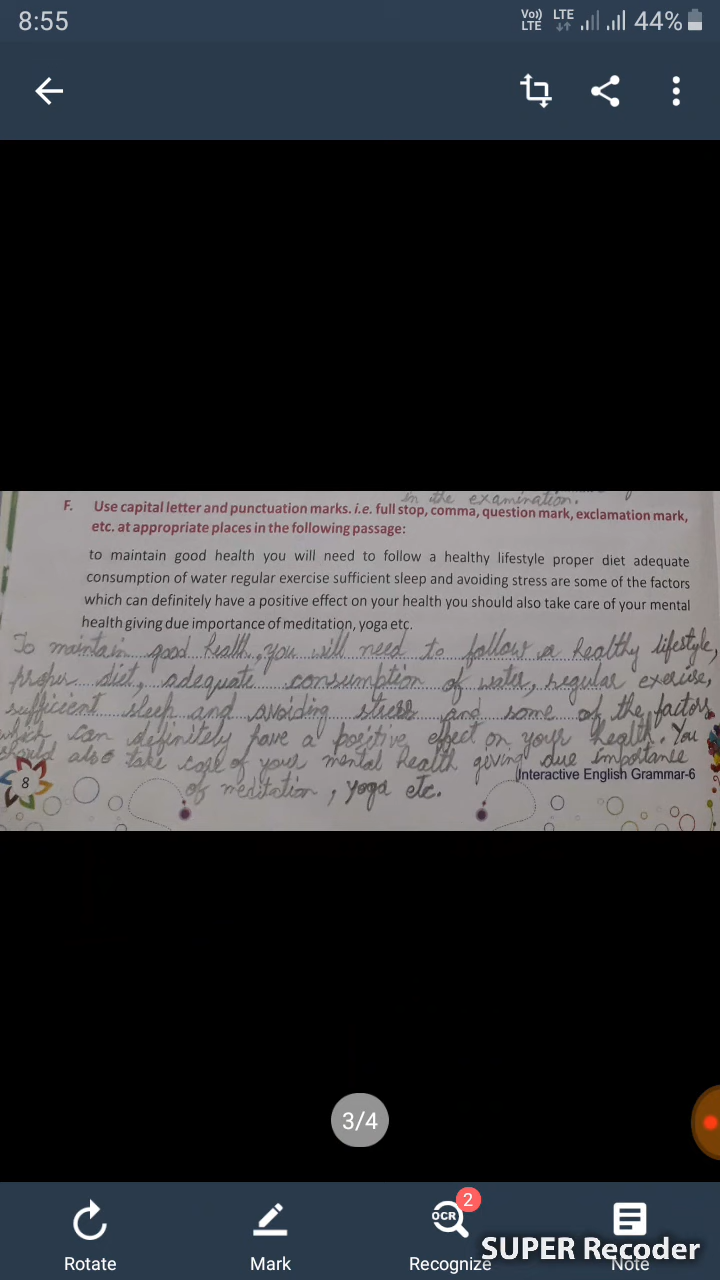 8:55
Vo)) LTE LTE 44%
in the examination.
F. Use capital letter and punctuation marks. i.e. full stop, comma, question mark, exclamation mark,
etc. at appropriate places in the following passage:
to maintain good health you will need to follow a healthy lifestyle proper diet adequate
consumption of water regular exercise sufficient sleep and avoiding stress are some of the factors
which can definitely have a positive effect on your health you should also take care of your mental
health giving due importance of meditation, yoga etc.
To maintain good health, you will need to follow a healthy lifestyle,
proper diet, adequate consumption of water, regular exercise,
sufficient sleep and avoiding stress and some of the factors
which can definitely have a positive effect on your health. You
should also take care of your mental health giving due importance
of meditation, yoga etc.
8
Interactive English Grammar-6
3/4
OCR 2
Rotate Mark Recognize Note
SUPER Recoder